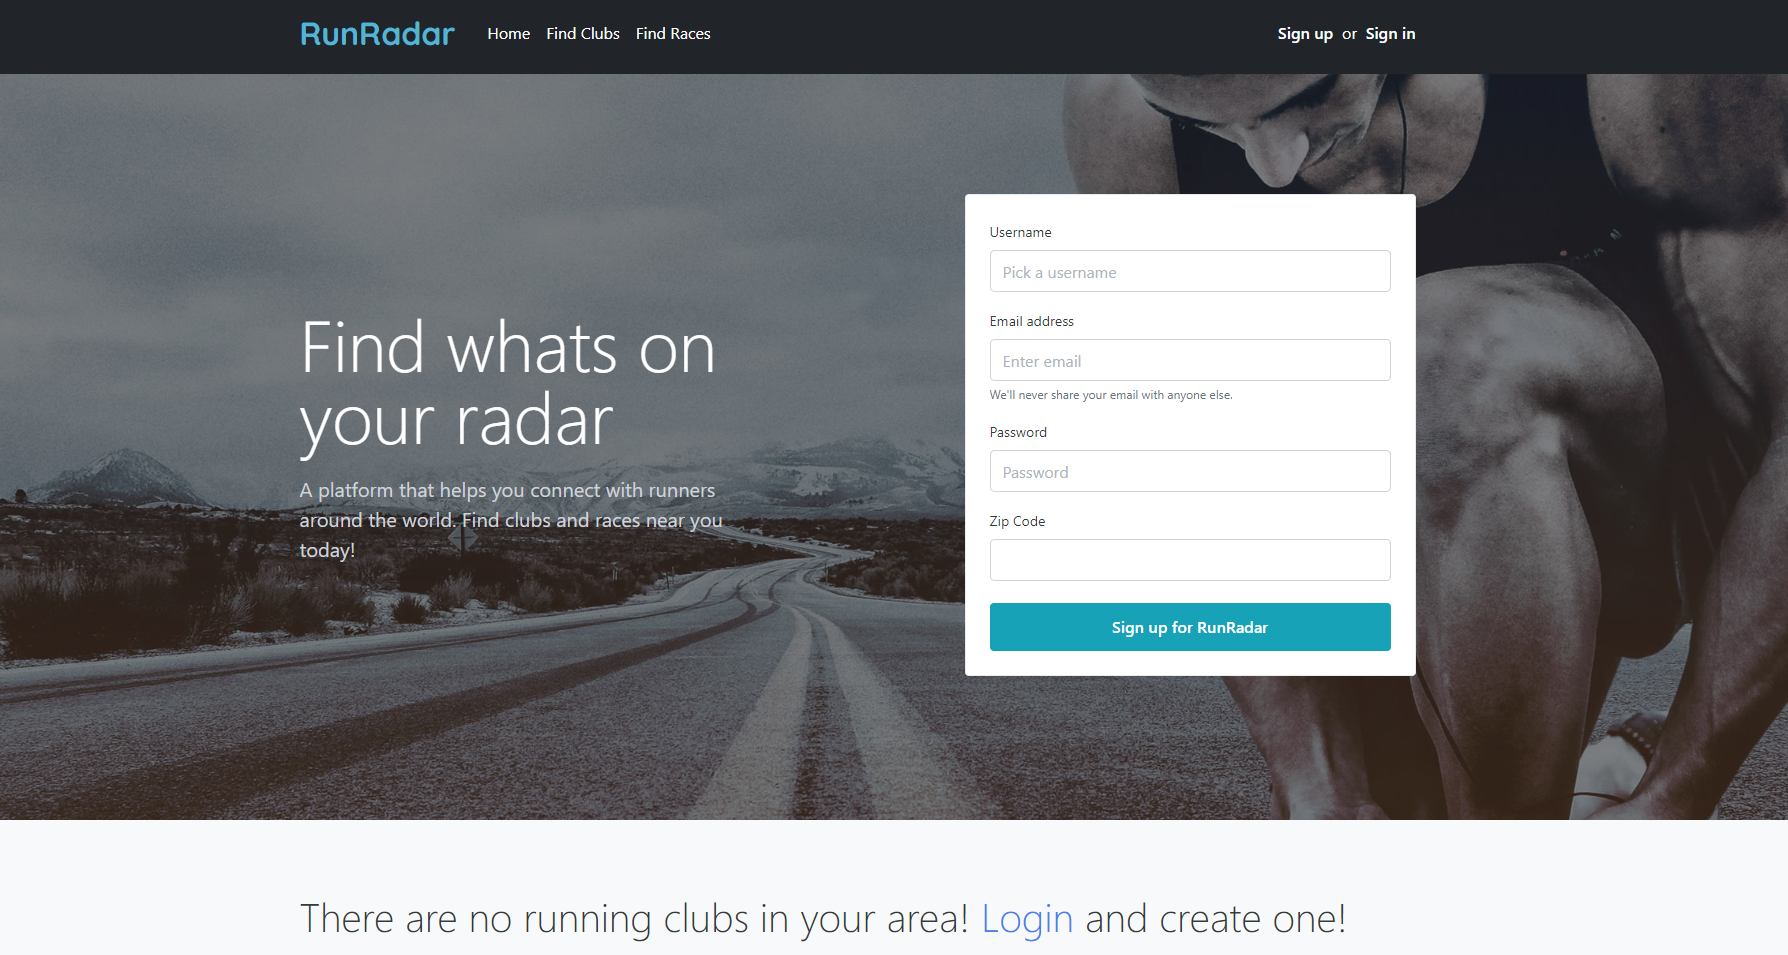 RunRadar Home Find Clubs Find Races Sign up or Sign in
Find whats on
your radar
A platform that helps you connect with runners
around the world. Find clubs and races near you
today!
Username
Pick a username
Email address
Enter email
We'll never share your email with anyone else.
Password
Password
Zip Code
Sign up for RunRadar
There are no running clubs in your area! Login and create one!